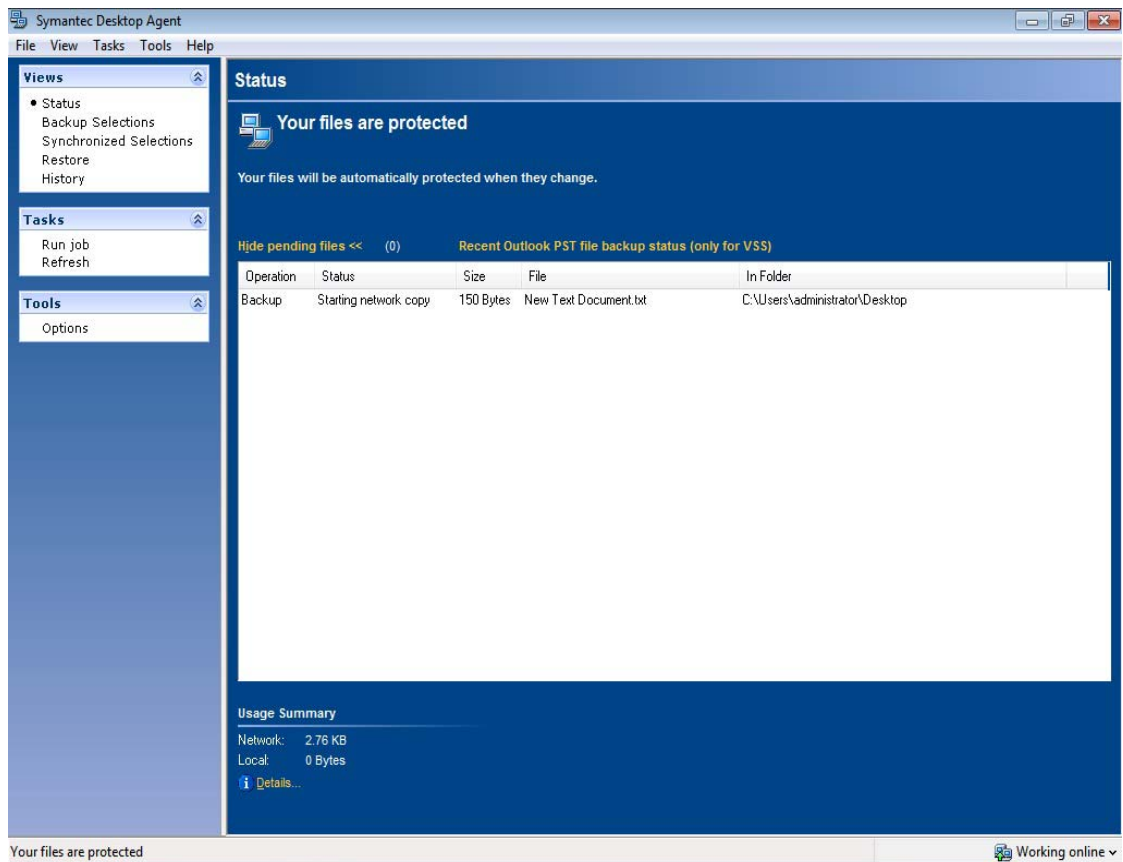 Symantec Desktop Agent
File View Tasks Tools Help
Views
Status
Backup Selections
Synchronized Selections
Restore
History
Tasks
Run job
Refresh
Tools
Options
Status
Your files are protected
Your files will be automatically protected when they change.
Hide pending files << (0) Recent Outlook PST file backup status (only for VSS)
Operation Status Size File In Folder
Backup Starting network copy 150 Bytes New Text Document.txt C:\Users\administrator\Desktop
Usage Summary
Network: 2.76 KB
Local: 0 Bytes
Details...
Your files are protected Working online